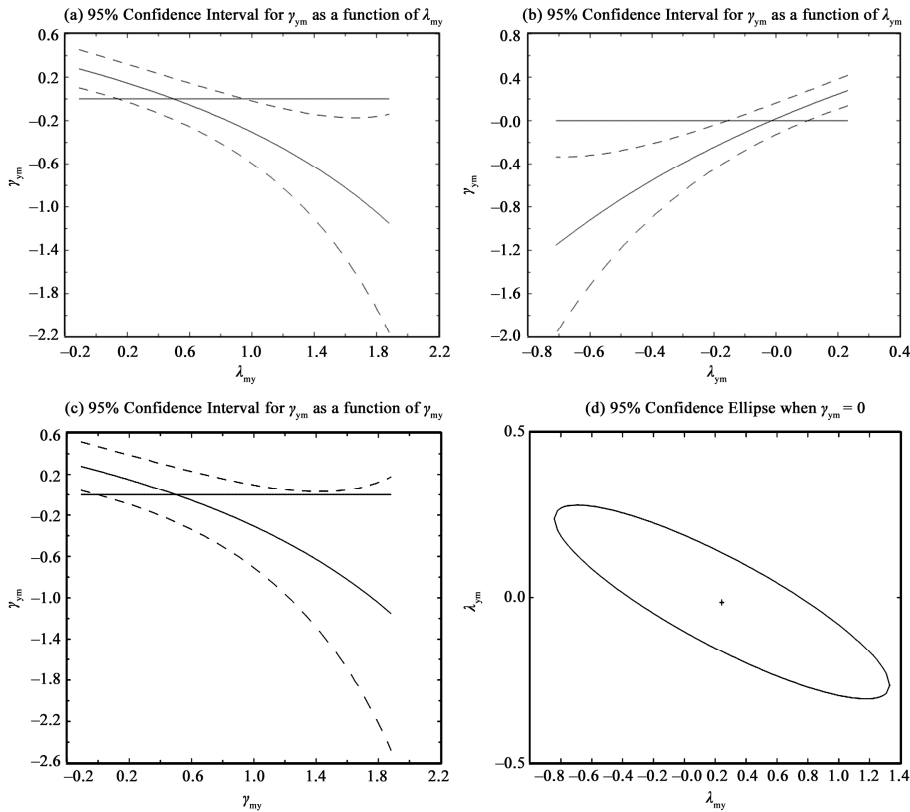 (a) 95% Confidence Interval for γym as a function of λmy
0.6
0.2
−0.2
−0.6
−1.0
−1.4
−1.8
−2.2
γym
−0.2 0.2 0.6 1.0 1.4 1.8 2.2
λmy
(b) 95% Confidence Interval for γym as a function of λym
0.8
0.4
−0.0
−0.4
−0.8
−1.2
−1.6
−2.0
γym
−0.8 −0.6 −0.4 −0.2 −0.0 0.2 0.4
λym
(c) 95% Confidence Interval for γym as a function of γmy
0.6
0.2
−0.2
−0.6
−1.0
−1.4
−1.8
−2.2
−2.6
γym
−0.2 0.2 0.6 1.0 1.4 1.8 2.2
γmy
(d) 95% Confidence Ellipse when γym = 0
0.5
0.0
−0.5
λym
−0.8 −0.6 −0.4 −0.2 −0.0 0.2 0.4 0.6 0.8 1.0 1.2 1.4
λmy